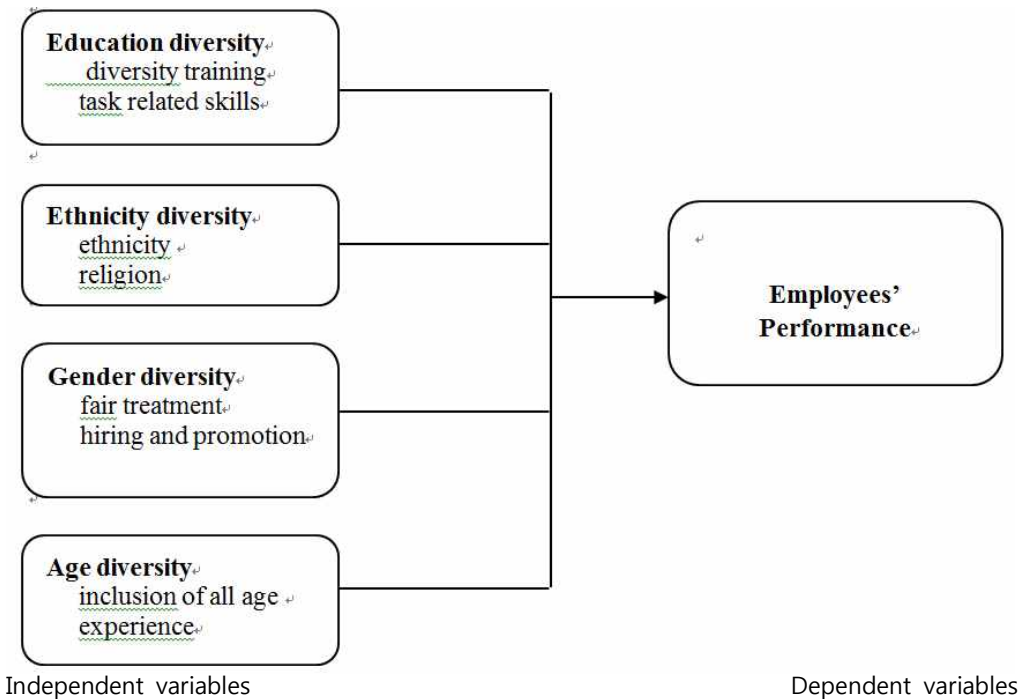 Education diversity
diversity training
task related skills
Ethnicity diversity
ethnicity
religion
Gender diversity
fair treatment
hiring and promotion
Age diversity
inclusion of all age
experience
Employees’
Performance
Independent variables
Dependent variables